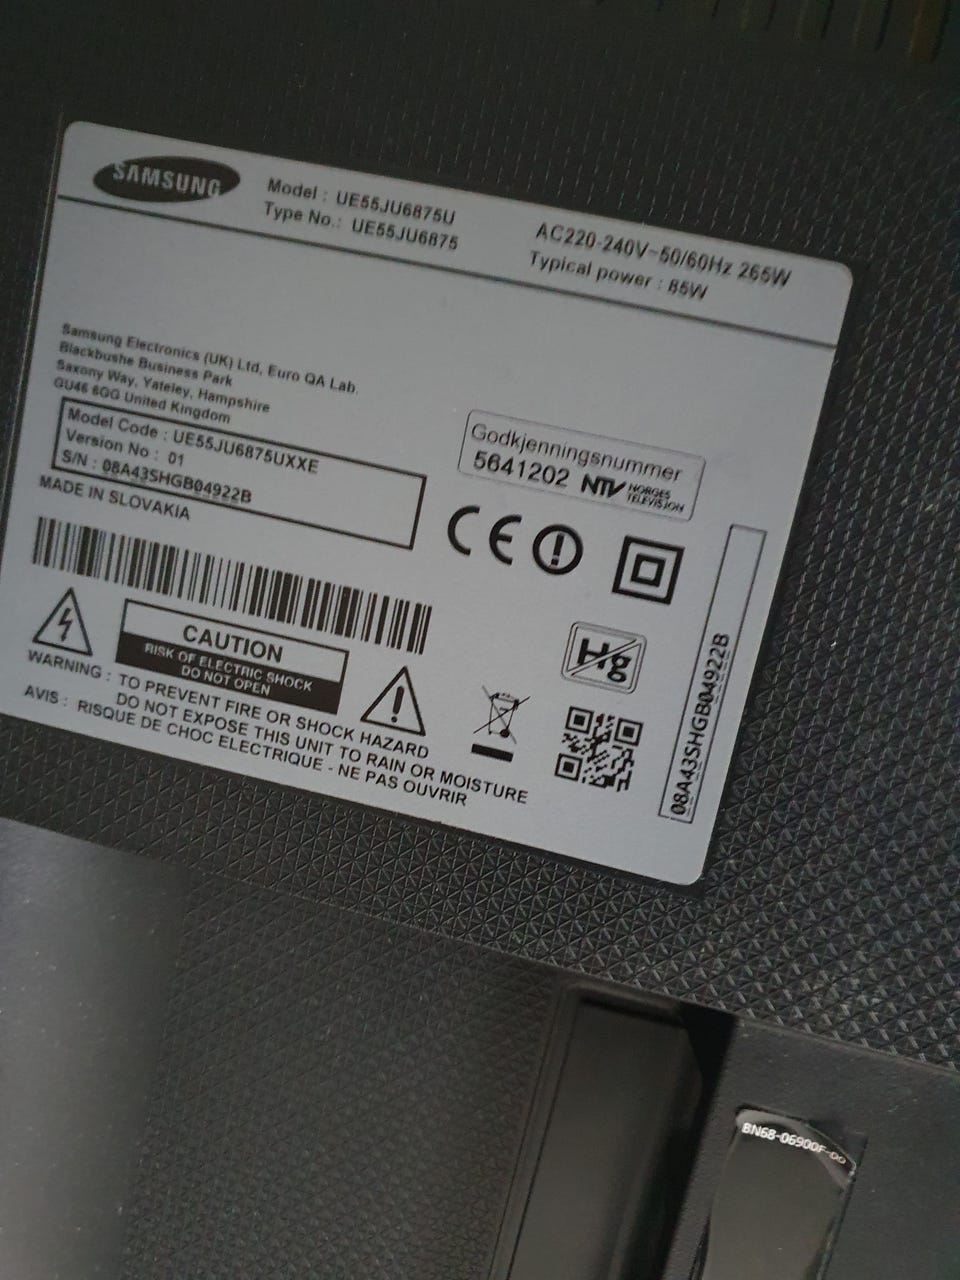 SAMSUNG
Model : UE55JU6875U
Type No.: UE55JU6875
AC220-240V~50/60Hz 265W
Typical power : 85W
Samsung Electronics (UK) Ltd, Euro QA Lab.
Blackbushe Business Park
Saxony Way, Yateley, Hampshire
GU46 6GG United Kingdom
Model Code : UE55JU6875UXXE
Version No : 01
S/N : 08A43SHGB04922B
MADE IN SLOVAKIA
Godkjenningsnummer
5641202 NTV NORGES
TELEVISJON
CE
CAUTION
RISK OF ELECTRIC SHOCK
DO NOT OPEN
Hg
WARNING : TO PREVENT FIRE OR SHOCK HAZARD
DO NOT EXPOSE THIS UNIT TO RAIN OR MOISTURE
AVIS : RISQUE DE CHOC ELECTRIQUE - NE PAS OUVRIR
08A43SHGB04922B
BN68-06900F-00